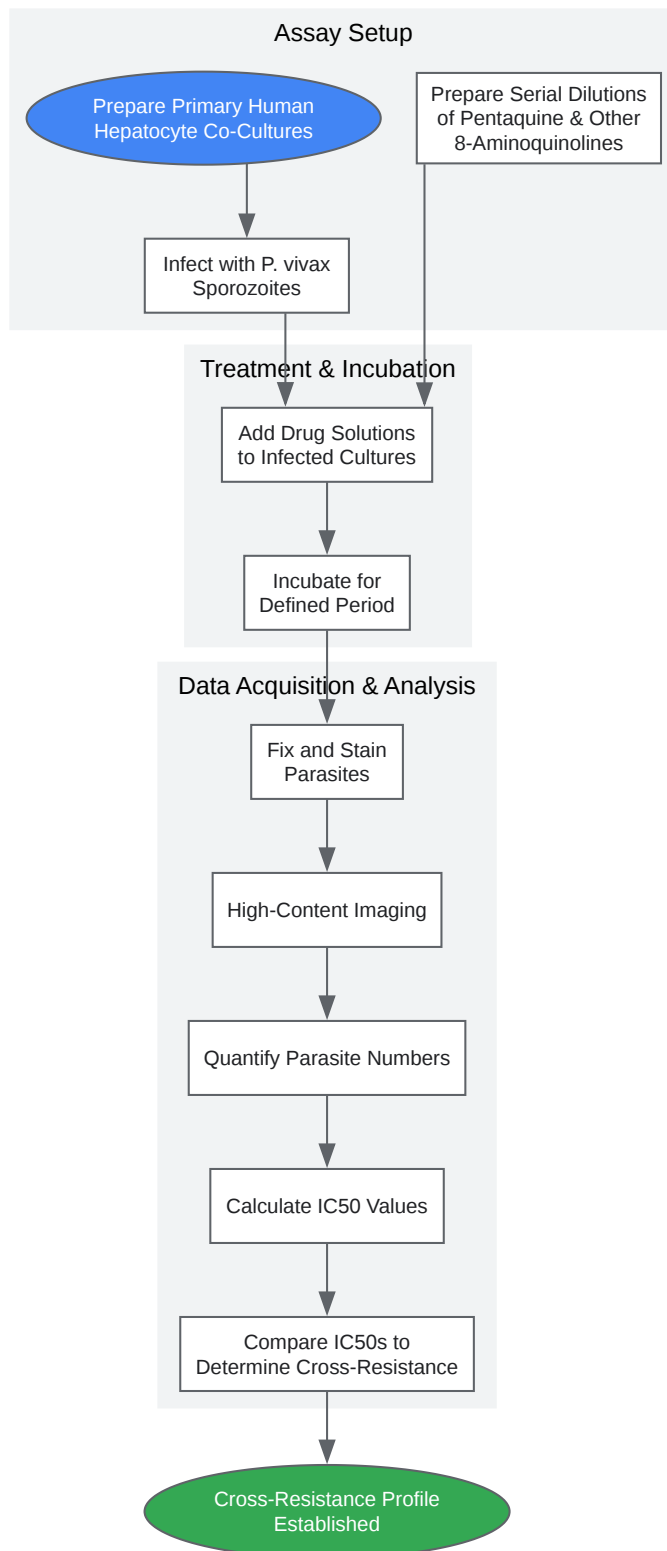 Assay Setup
Prepare Primary Human
Hepatocyte Co-Cultures
Prepare Serial Dilutions
of Pentaquine & Other
8-Aminoquinolines
Infect with P. vivax
Sporozoites
Treatment & Incubation
Add Drug Solutions
to Infected Cultures
Incubate for
Defined Period
Data Acquisition & Analysis
Fix and Stain
Parasites
High-Content Imaging
Quantify Parasite Numbers
Calculate IC50 Values
Compare IC50s to
Determine Cross-Resistance
Cross-Resistance Profile
Established